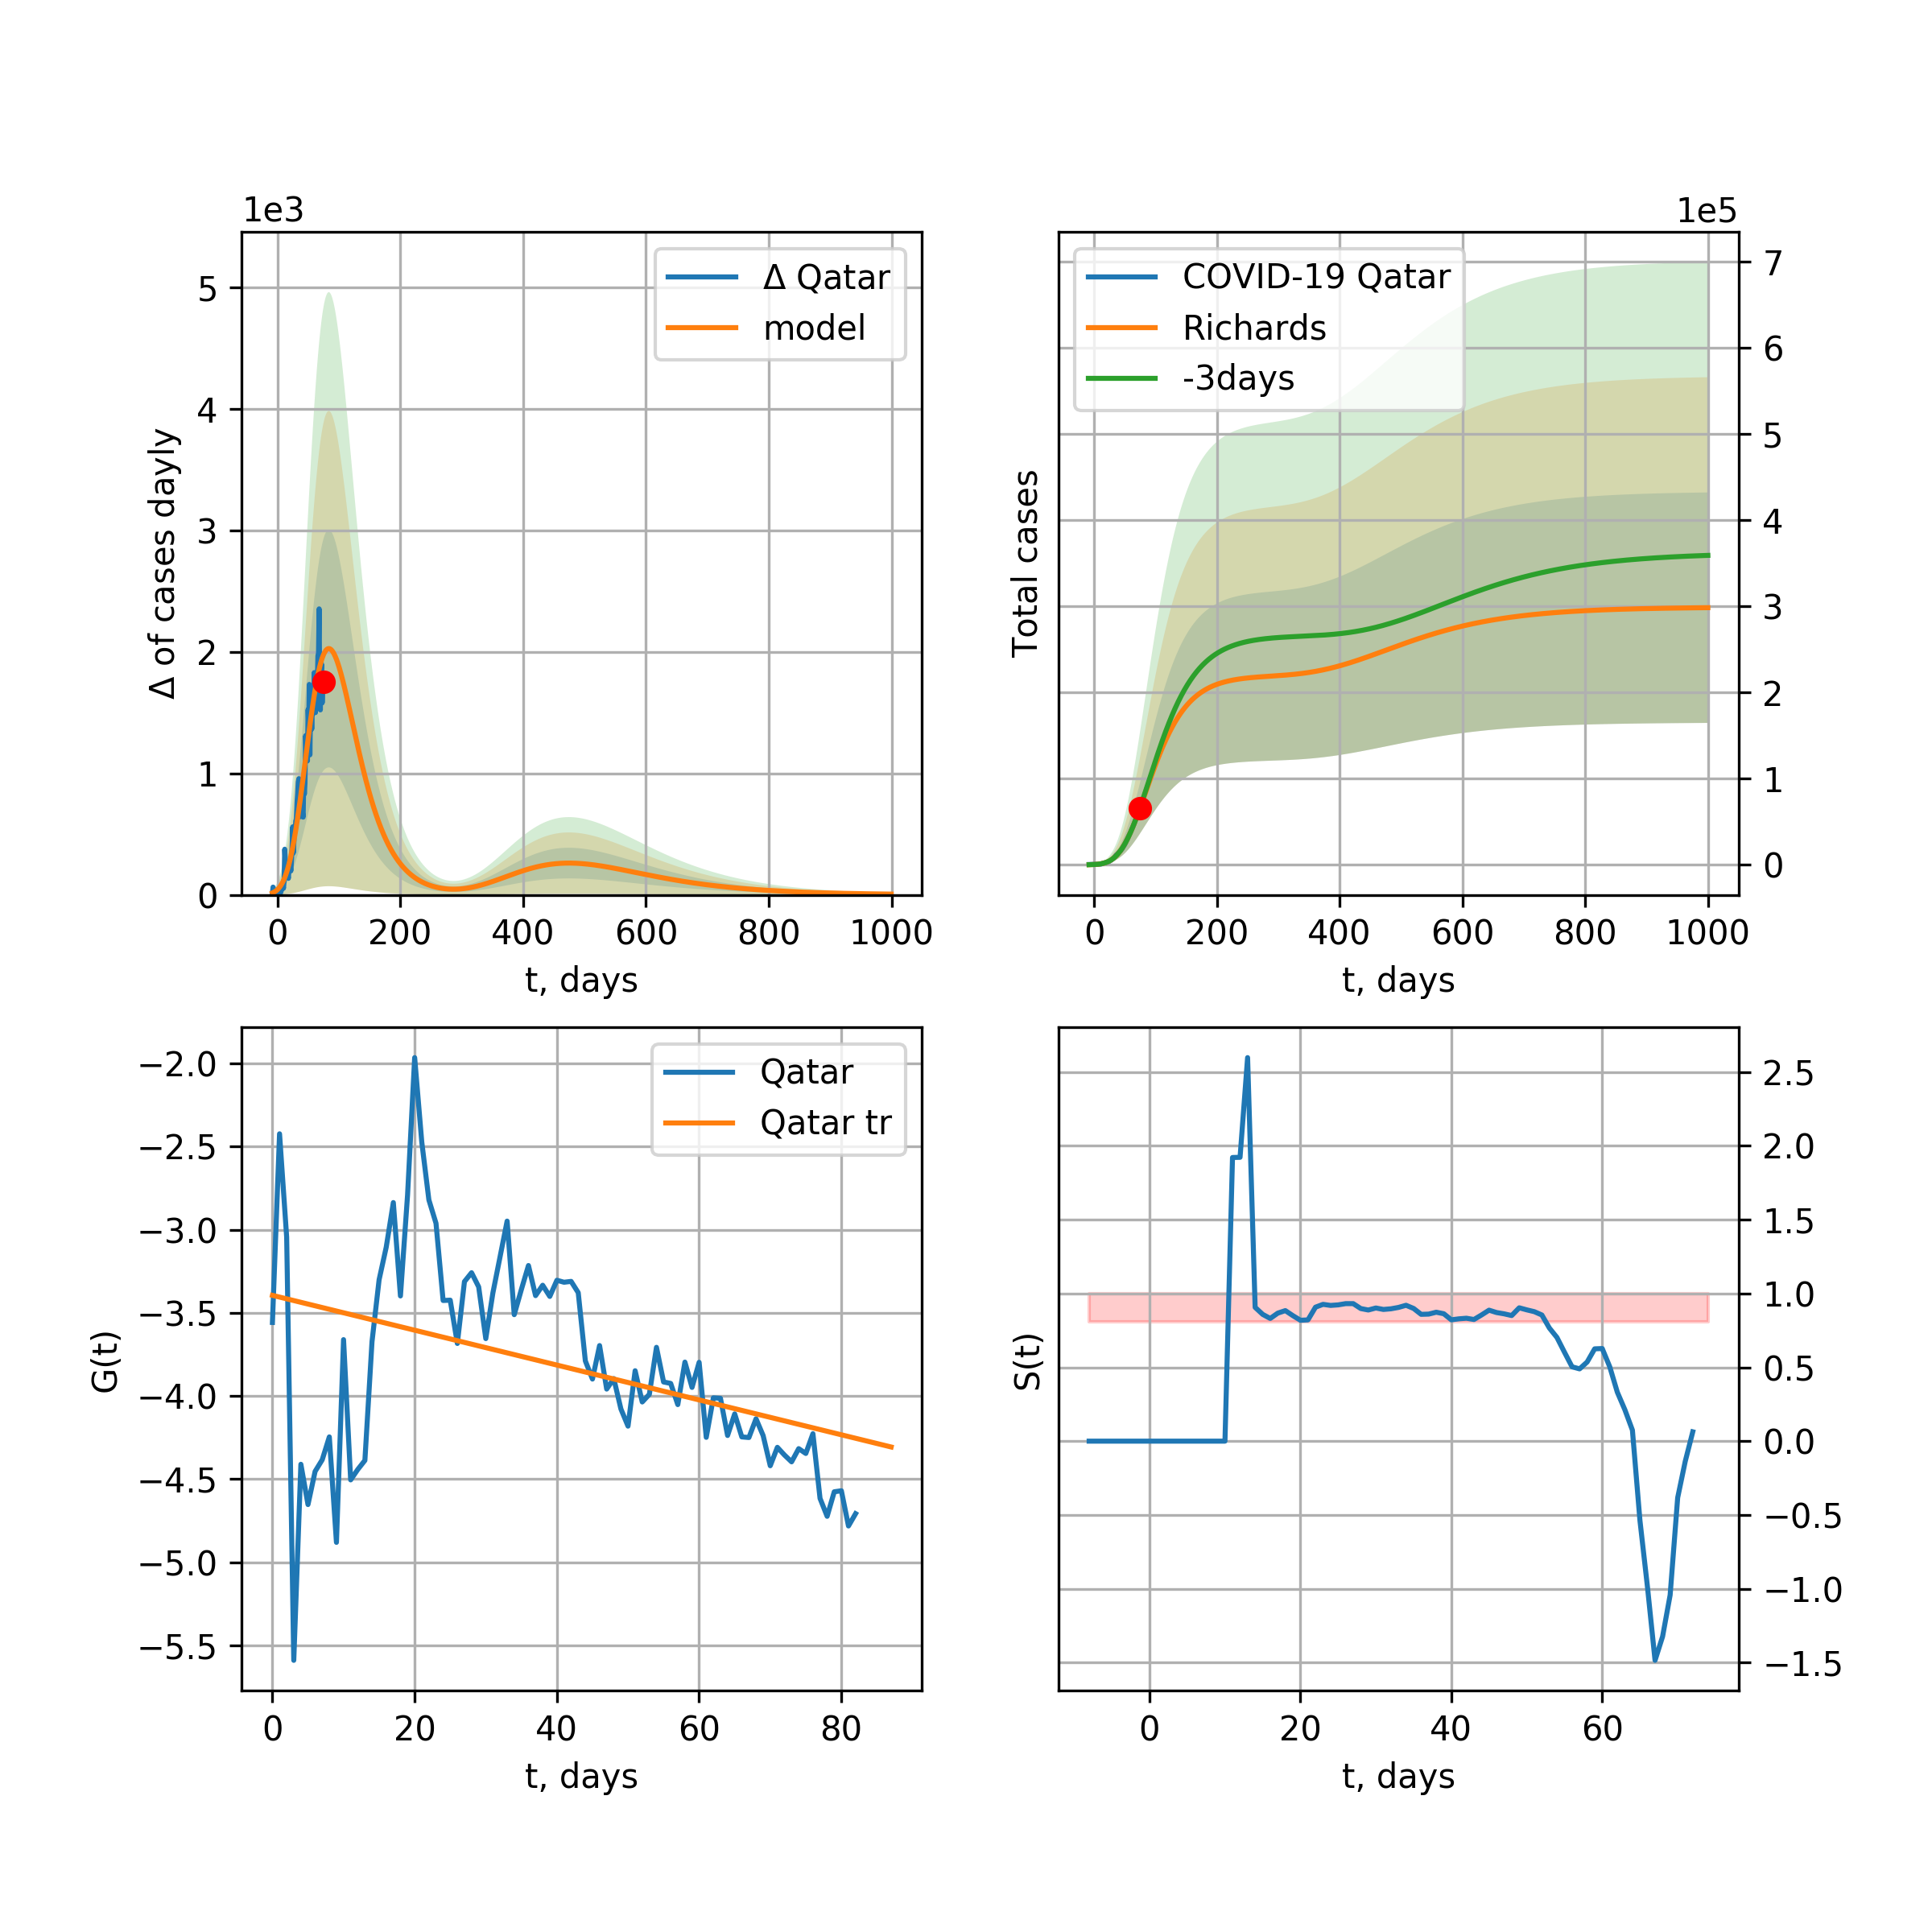 1e3
5
4
3
2
1
0
Δ of cases dayly
Δ Qatar
model
0 200 400 600 800 1000
t, days
1e5
7
6
5
4
3
2
1
0
Total cases
COVID-19 Qatar
Richards
-3days
0 200 400 600 800 1000
t, days
−2.0
−2.5
−3.0
−3.5
−4.0
−4.5
−5.0
−5.5
G(t)
Qatar
Qatar tr
0 20 40 60 80
t, days
2.5
2.0
1.5
1.0
0.5
0.0
−0.5
−1.0
−1.5
S(t)
0 20 40 60
t, days